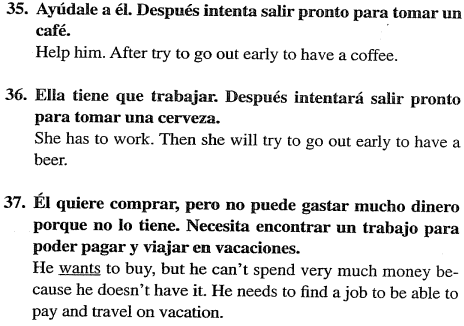 35. Ayúdale a él. Después intenta salir pronto para tomar un
café.
Help him. After try to go out early to have a coffee.
36. Ella tiene que trabajar. Después intentará salir pronto
para tomar una cerveza.
She has to work. Then she will try to go out early to have a
beer.
37. Él quiere comprar, pero no puede gastar mucho dinero
porque no lo tiene. Necesita encontrar un trabajo para
poder pagar y viajar en vacaciones.
He wants to buy, but he can't spend very much money be-
cause he doesn't have it. He needs to find a job to be able to
pay and travel on vacation.